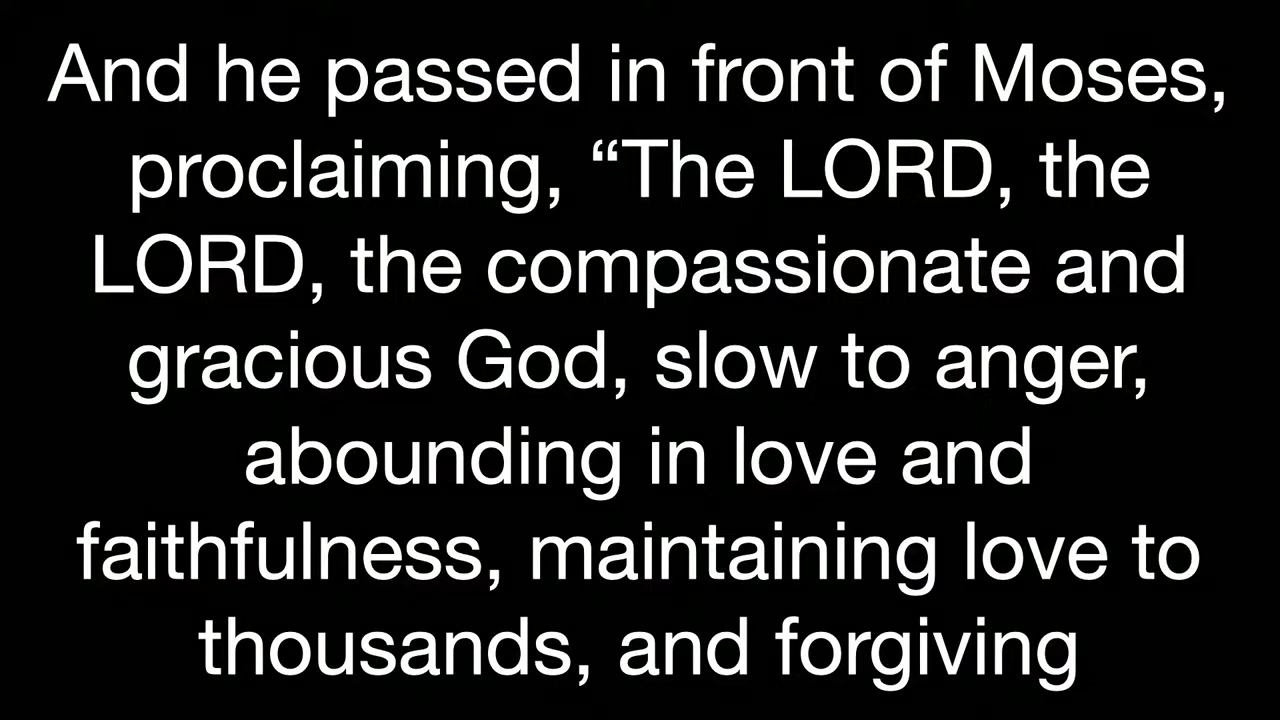 And he passed in front of Moses,
proclaiming, “The LORD, the
LORD, the compassionate and
gracious God, slow to anger,
abounding in love and
faithfulness, maintaining love to
thousands, and forgiving